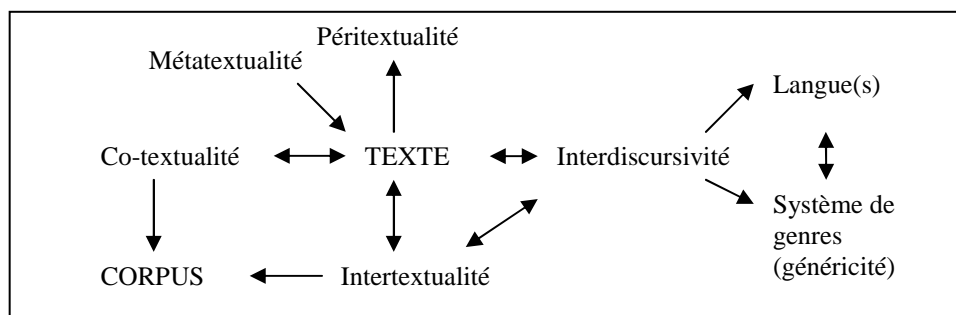 Péritextualité
Métatextualité
Langue(s)
Co-textualité
TEXTE
Interdiscursivité
Système de
genres
(généricité)
CORPUS
Intertextualité